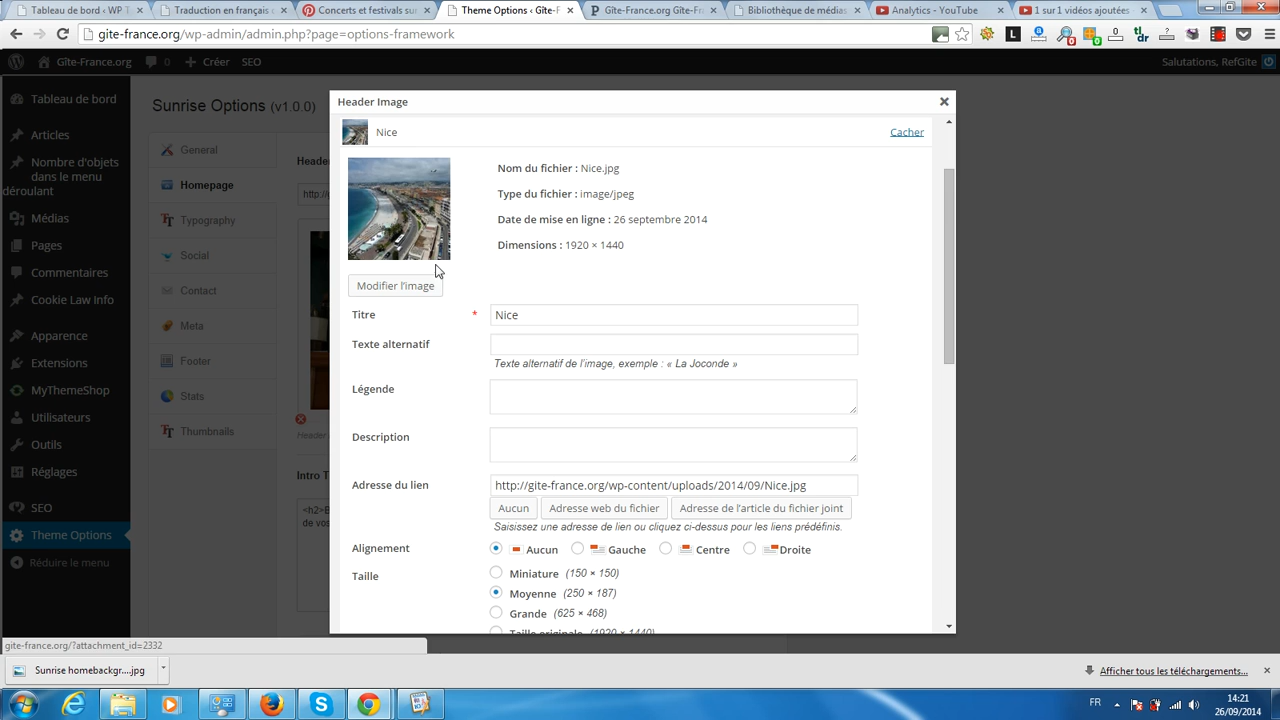 Tableau de bord ‹ WP T
Traduction en français d
Concerts et festivals sur
Theme Options ‹ Gîte-F
Gîte-France.org Gîte-Fr
Bibliothèque de médias
Analytics - YouTube
1 sur 1 vidéos ajoutées
gite-france.org/wp-admin/admin.php?page=options-framework
Gîte-France.org 0 Créer SEO Salutations, RefGite
Tableau de bord
Articles
Nombre d'objets
dans le menu
déroulant
Médias
Pages
Commentaires
Cookie Law Info
Apparence
Extensions
MyThemeShop
Utilisateurs
Outils
Réglages
SEO
Theme Options
Réduire le menu
Sunrise Options (v1.0.0)
General
Homepage
Typography
Social
Contact
Meta
Footer
Stats
Thumbnails
Header
http://g
Header
Intro T
<h2>B
de vos
Header Image
Nice Cacher
Nom du fichier : Nice.jpg
Type du fichier : image/jpeg
Date de mise en ligne : 26 septembre 2014
Dimensions : 1920 × 1440
Modifier l'image
Titre * Nice
Texte alternatif
Texte alternatif de l'image, exemple : « La Joconde »
Légende
Description
Adresse du lien http://gite-france.org/wp-content/uploads/2014/09/Nice.jpg
Aucun Adresse web du fichier Adresse de l'article du fichier joint
Saisissez une adresse de lien ou cliquez ci-dessus pour les liens prédéfinis.
Alignement Aucun Gauche Centre Droite
Taille Miniature (150 × 150)
Moyenne (250 × 187)
Grande (625 × 468)
Taille originale (1920 × 1440)
gite-france.org/?attachment_id=2332
Sunrise homebackgr....jpg
Afficher tous les téléchargements...
FR
14:21
26/09/2014